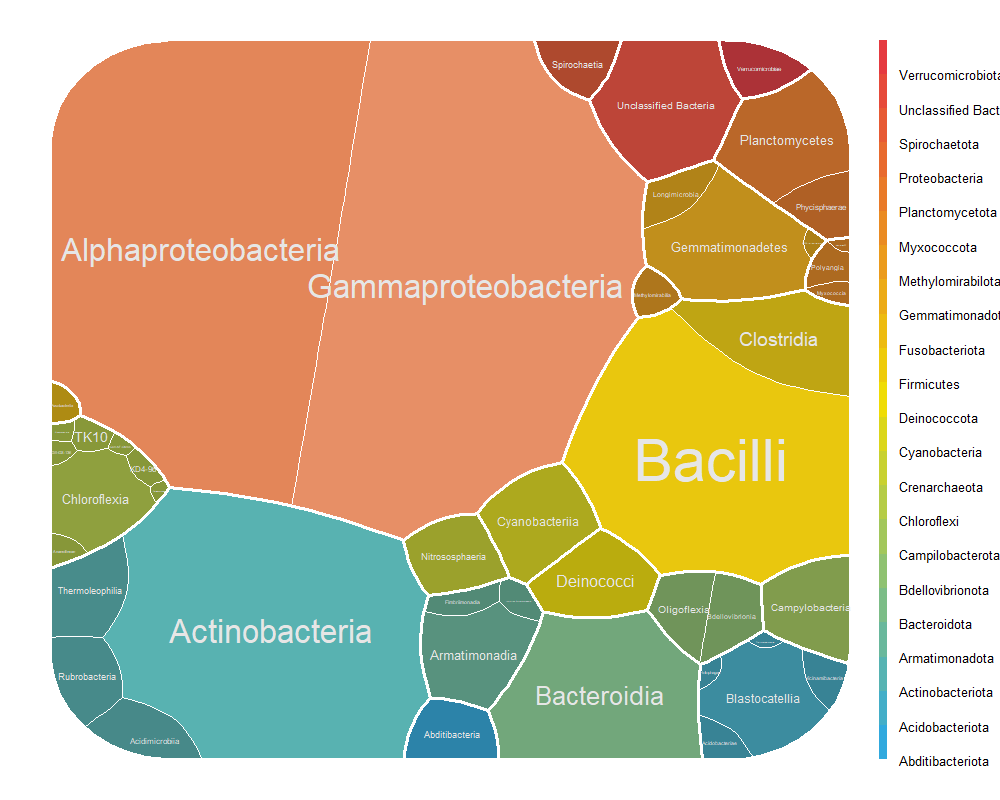 Spirochaetia
Verrucomicrobiae
Unclassified Bacteria
Planctomycetes
Longimicrobia
Phycisphaerae
Alphaproteobacteria
Gemmatimonadetes
Gammaproteobacteria
Polyangia
Methylomirabilia
Myxococcia
Clostridia
TK10
Bacilli
KD4-96
Chloroflexia
Cyanobacteriia
Nitrososphaeria
Deinococci
Thermoleophilia
Oligoflexia
Bdellovibrionia
Campylobacteria
Actinobacteria
Armatimonadia
Rubrobacteria
Bacteroidia
Blastocatellia
Abditibacteria
Acidimicrobiia
Acidobacteriae
Verrucomicrobiota
Unclassified Bact
Spirochaetota
Proteobacteria
Planctomycetota
Myxococcota
Methylomirabilota
Gemmatimonadot
Fusobacteriota
Firmicutes
Deinococcota
Cyanobacteria
Crenarchaeota
Chloroflexi
Campilobacterota
Bdellovibrionota
Bacteroidota
Armatimonadota
Actinobacteriota
Acidobacteriota
Abditibacteriota